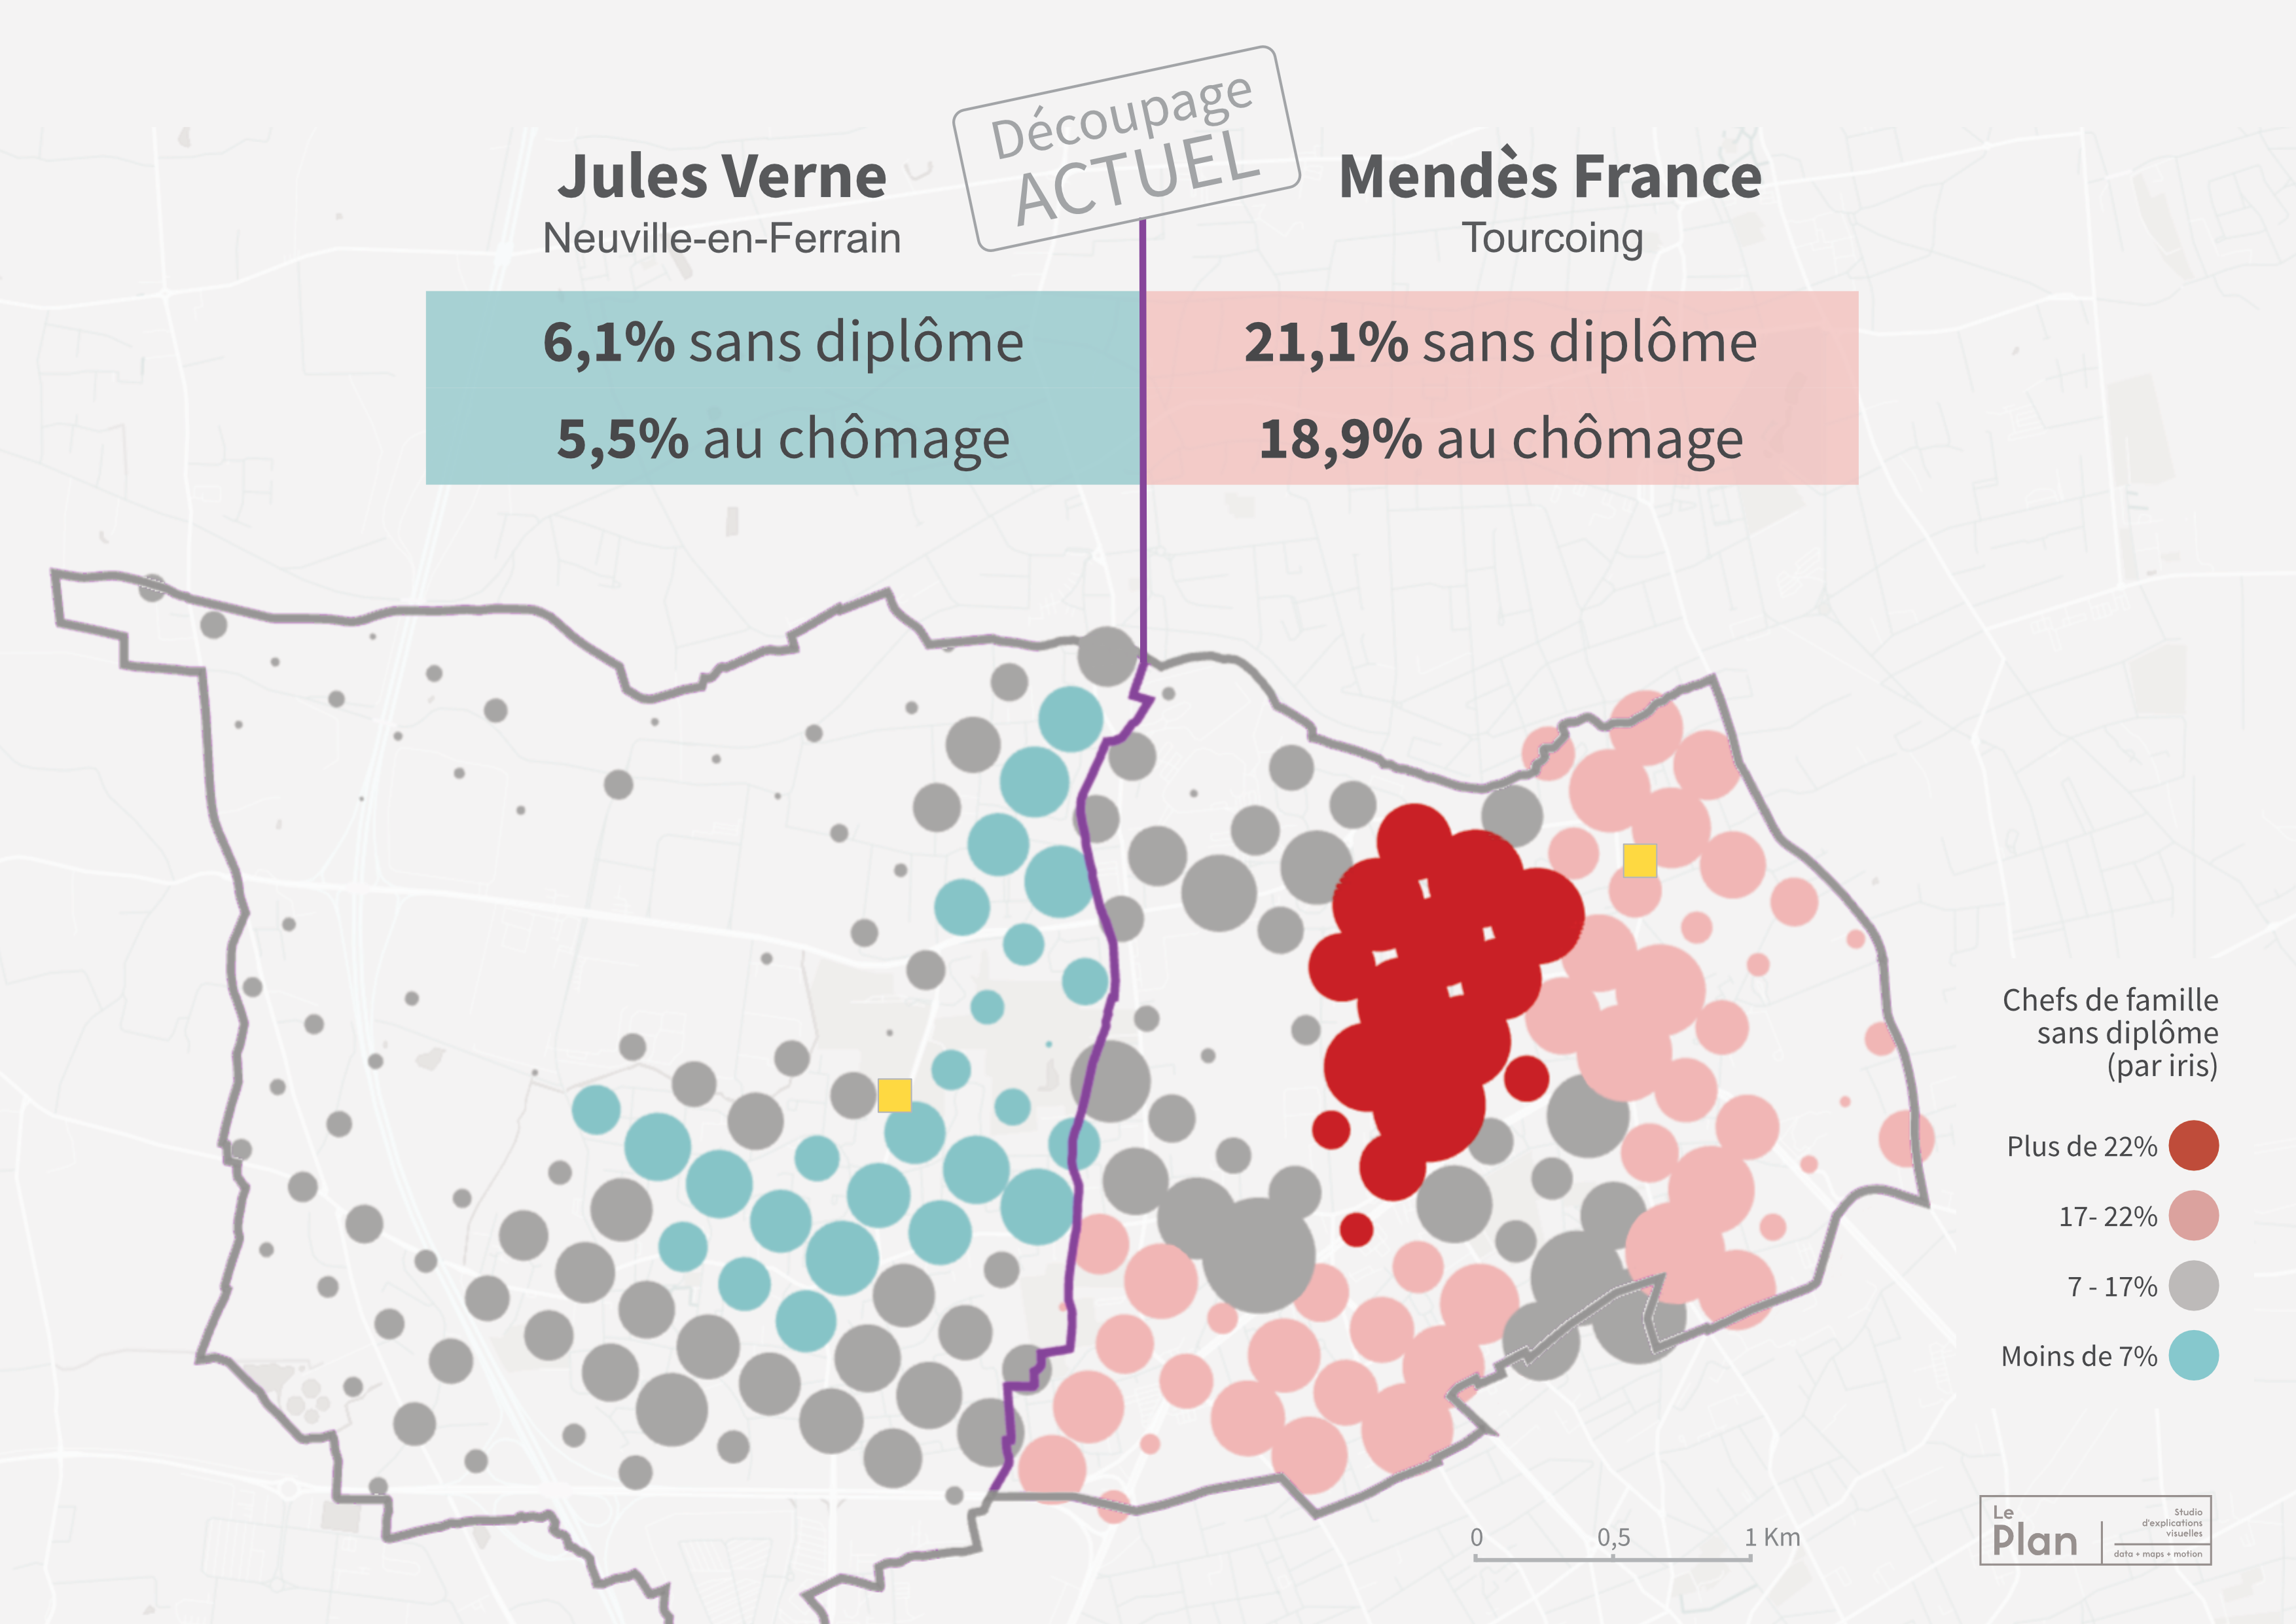 Découpage
ACTUEL
Jules Verne
Neuville-en-Ferrain
Mendès France
Tourcoing
6,1% sans diplôme
5,5% au chômage
21,1% sans diplôme
18,9% au chômage
Chefs de famille
sans diplôme
(par iris)
Plus de 22%
17- 22%
7 - 17%
Moins de 7%
0 0,5 1 Km
Le
Plan
Studio
d'explications
visuelles
data + maps + motion